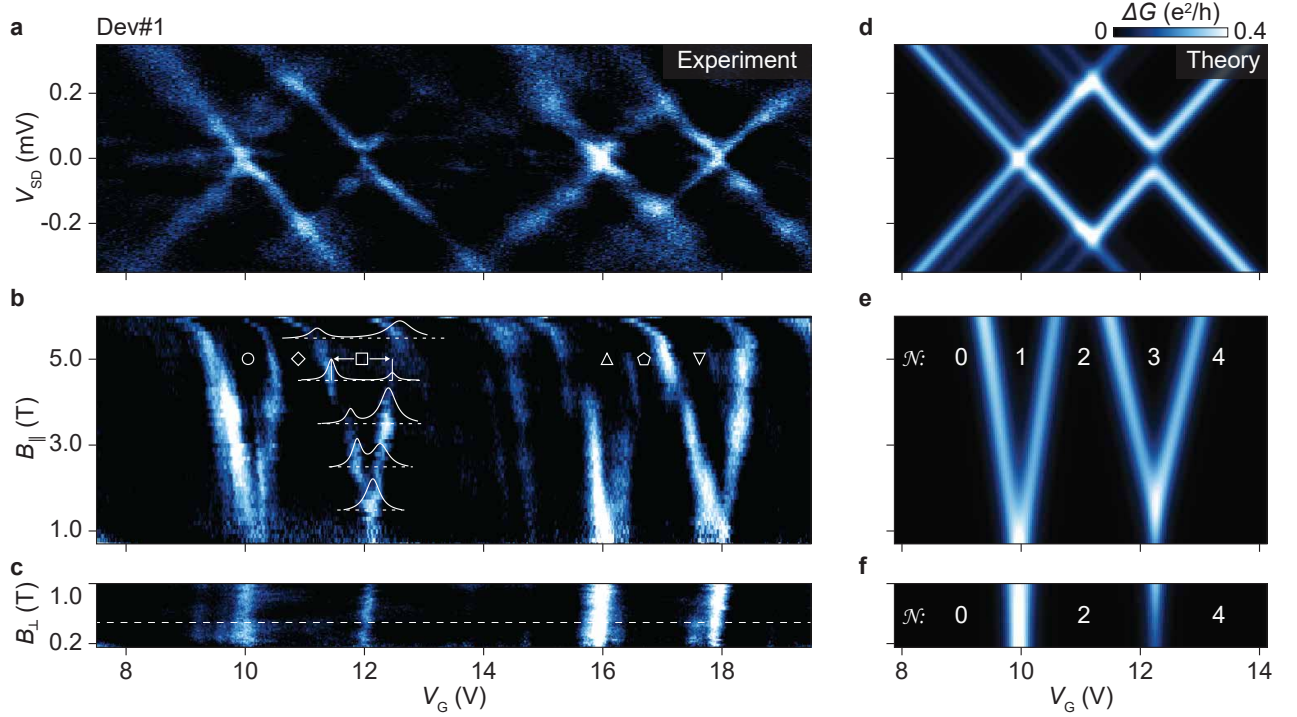 a Dev#1
Experiment
V_SD (mV)
0.2
0.0
-0.2
b
B_∥ (T)
5.0
3.0
1.0
c
B_⊥ (T)
1.0
0.2
8 10 12 14 16 18
V_G (V)
d
0 ΔG (e²/h) 0.4
Theory
e
𝒩: 0 1 2 3 4
f
𝒩: 0 2 4
8 10 12 14
V_G (V)